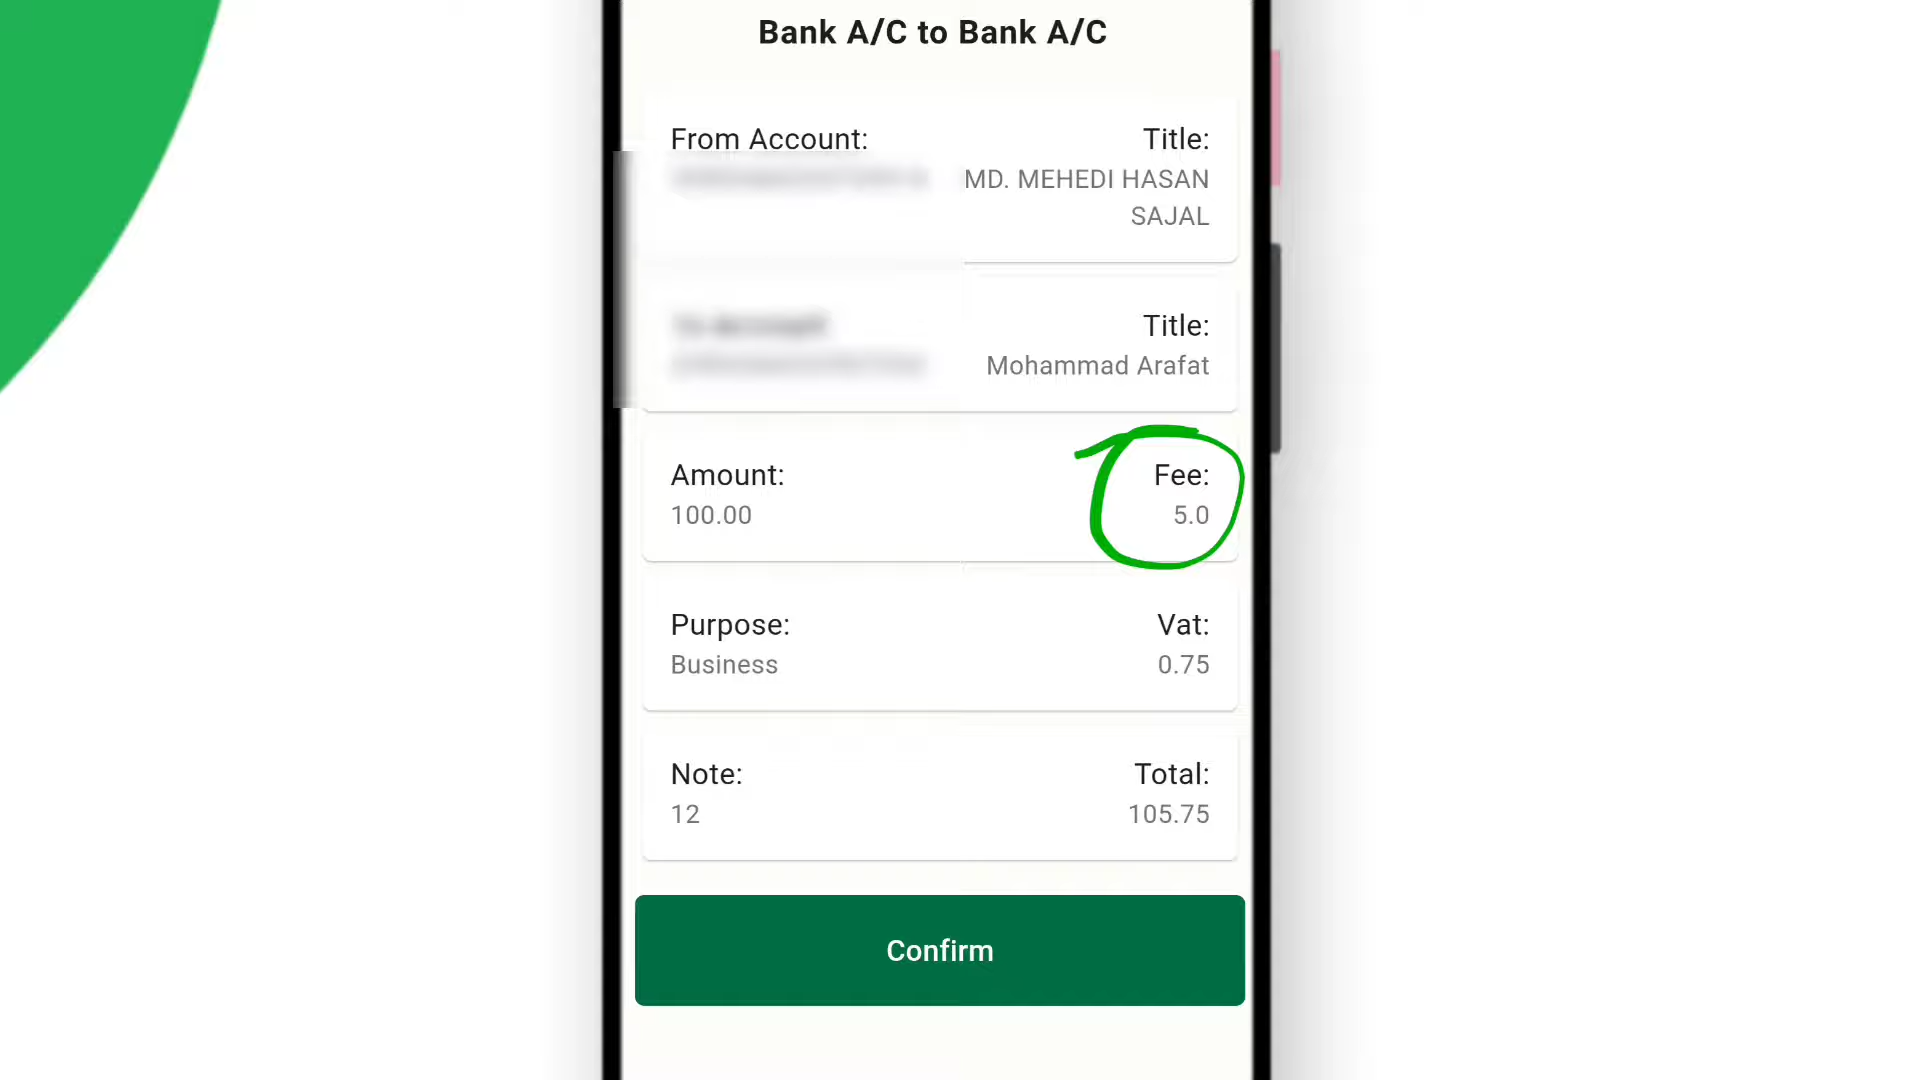 Bank A/C to Bank A/C
From Account:
Title:
MD. MEHEDI HASAN
SAJAL
Title:
Mohammad Arafat
Amount:
Fee:
100.00
5.0
Purpose:
Vat:
Business
0.75
Note:
Total:
12
105.75
Confirm